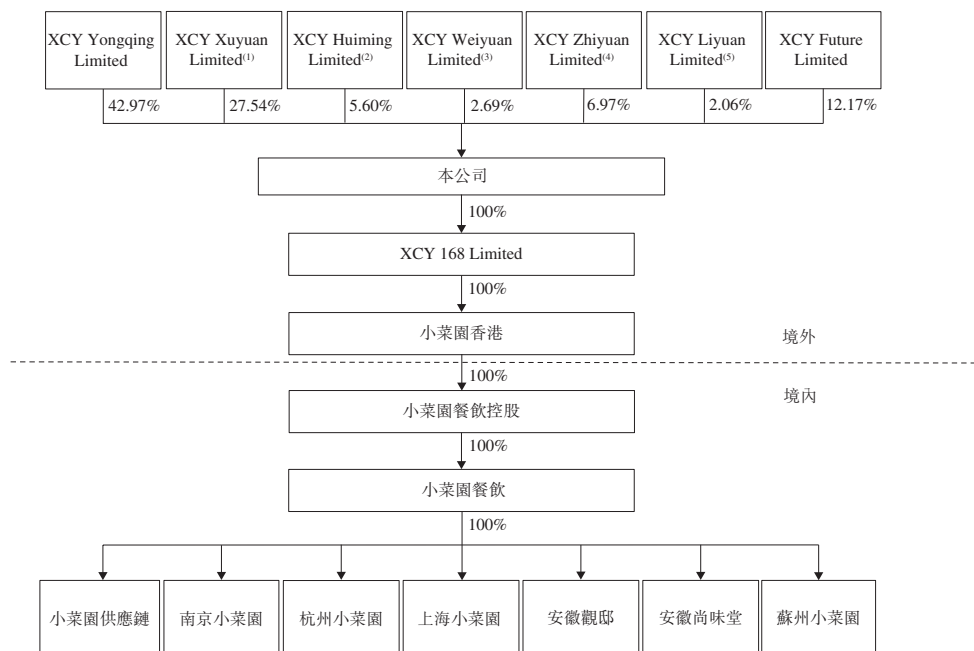 XCY Yongqing
Limited
XCY Xuyuan
Limited(1)
XCY Huiming
Limited(2)
XCY Weiyuan
Limited(3)
XCY Zhiyuan
Limited(4)
XCY Liyuan
Limited(5)
XCY Future
Limited
42.97%
27.54%
5.60%
2.69%
6.97%
2.06%
12.17%
本公司
100%
XCY 168 Limited
100%
小菜園香港
境外
100%
境內
小菜園餐飲控股
100%
小菜園餐飲
100%
小菜園供應鏈
南京小菜園
杭州小菜園
上海小菜園
安徽觀邸
安徽尚味堂
蘇州小菜園